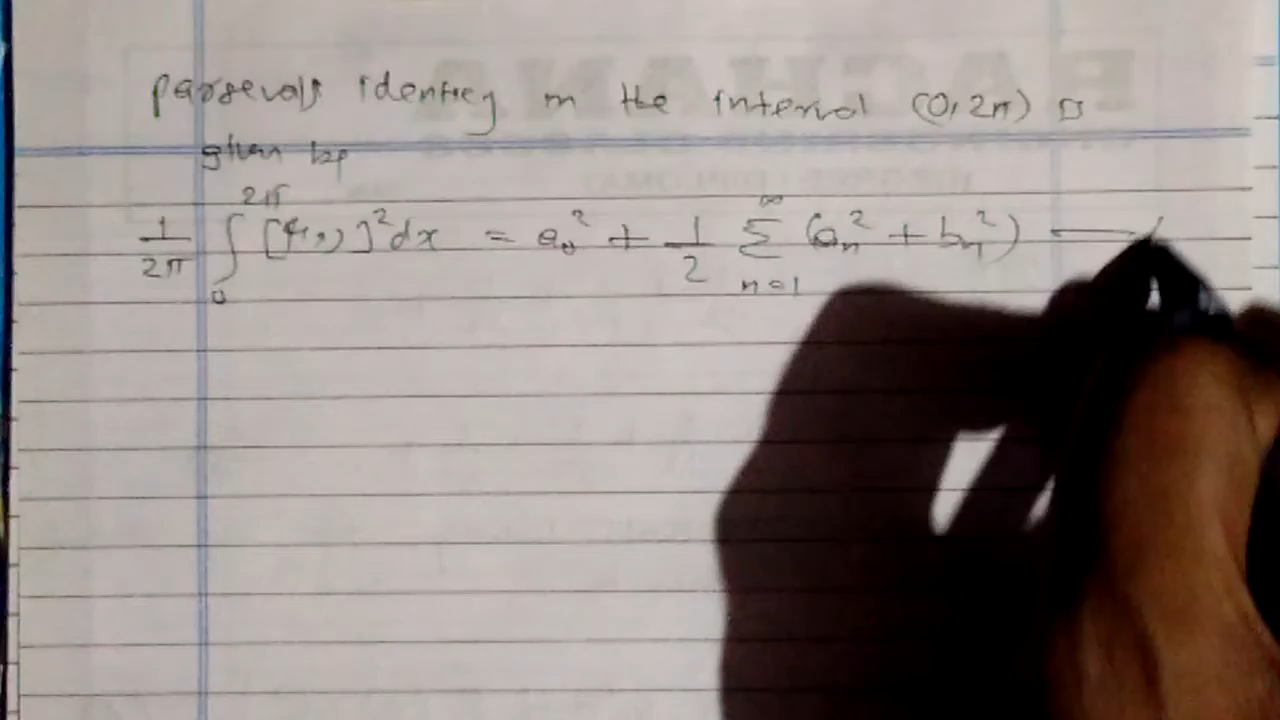 parsevals identity in the interval (0, 2π) is
given by
1/2π ∫₀^2π [f(x)]² dx = a₀² + 1/2 Σ_{n=1}^∞ (aₙ² + bₙ²)